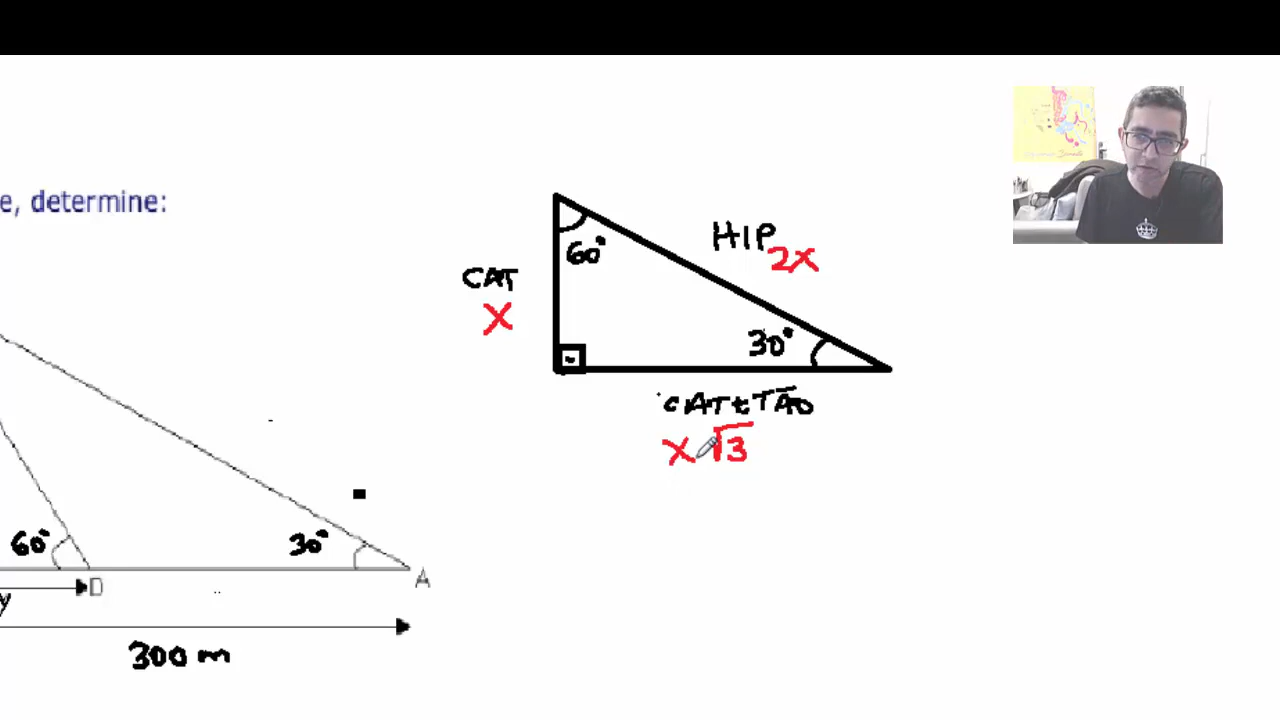 e, determine:
60°
HIP
2x
CAT
x
30°
CATETÃO
x√3
60°
30°
D
A
y
300 m